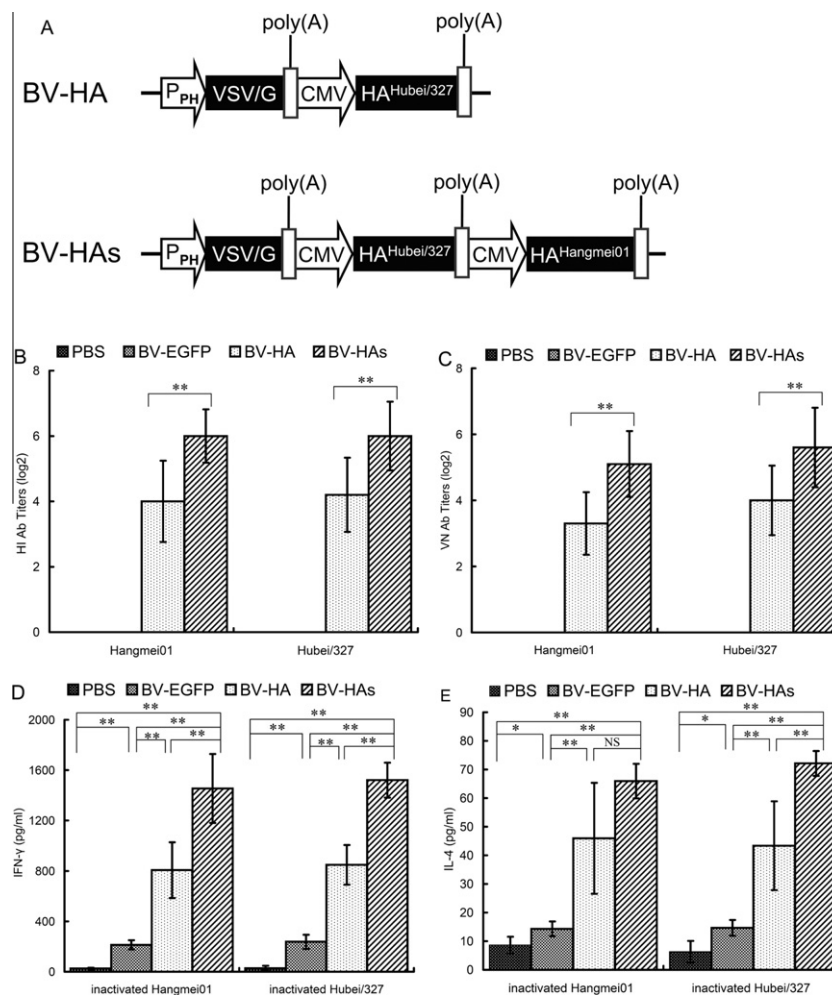 A
poly(A) poly(A)
BV-HA PPH VSV/G CMV HAHubei/327
poly(A) poly(A) poly(A)
BV-HAs PPH VSV/G CMV HAHubei/327 CMV HAHangmei01
B
PBS BV-EGFP BV-HA BV-HAs
HI Ab Titers (log2)
8
6
4
2
0
** **
Hangmei01 Hubei/327
C
PBS BV-EGFP BV-HA BV-HAs
VN Ab Titers (log2)
8
6
4
2
0
** **
Hangmei01 Hubei/327
D
PBS BV-EGFP BV-HA BV-HAs
IFN-γ (pg/ml)
2000
1600
1200
800
400
0
** **
** ** ** **
** ** ** **
inactivated Hangmei01 inactivated Hubei/327
E
PBS BV-EGFP BV-HA BV-HAs
IL-4 (pg/ml)
90
80
70
60
50
40
30
20
10
0
** **
* ** * **
** NS ** **
inactivated Hangmei01 inactivated Hubei/327